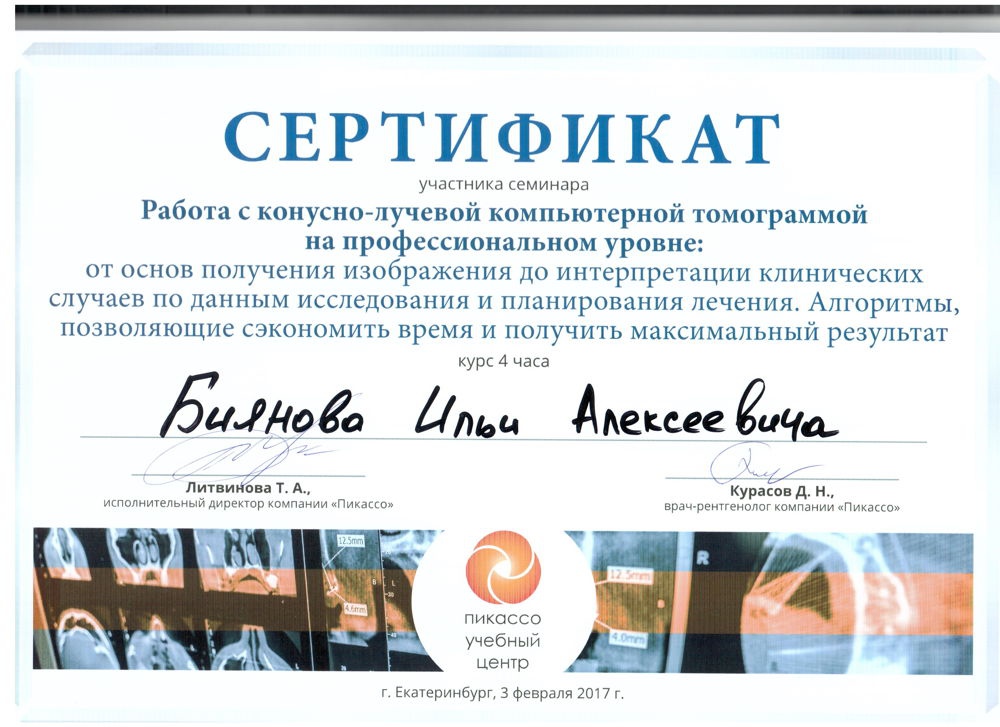 СЕРТИФИКАТ
участника семинара
Работа с конусно-лучевой компьютерной томограммой
на профессиональном уровне:
от основ получения изображения до интерпретации клинических
случаев по данным исследования и планирования лечения. Алгоритмы,
позволяющие сэкономить время и получить максимальный результат
курс 4 часа
Биянова Ильи Алексеевича
Литвинова Т. А.,
исполнительный директор компании «Пикассо»
Курасов Д. Н.,
врач-рентгенолог компании «Пикассо»
12.5mm
4.6mm
B
L
12.5mm
B
4.0mm
R
пикассо
учебный
центр
г. Екатеринбург, 3 февраля 2017 г.